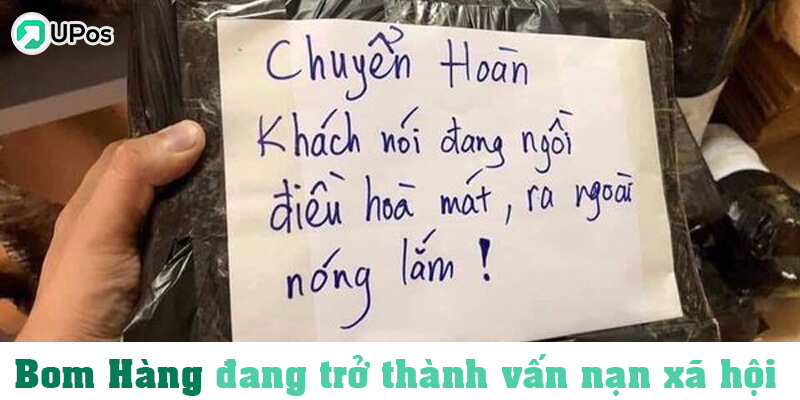 UPos
Chuyển Hoàn
Khách nói đang ngồi
điều hoà mát, ra ngoài
nóng lắm !
Bom Hàng đang trở thành vấn nạn xã hội